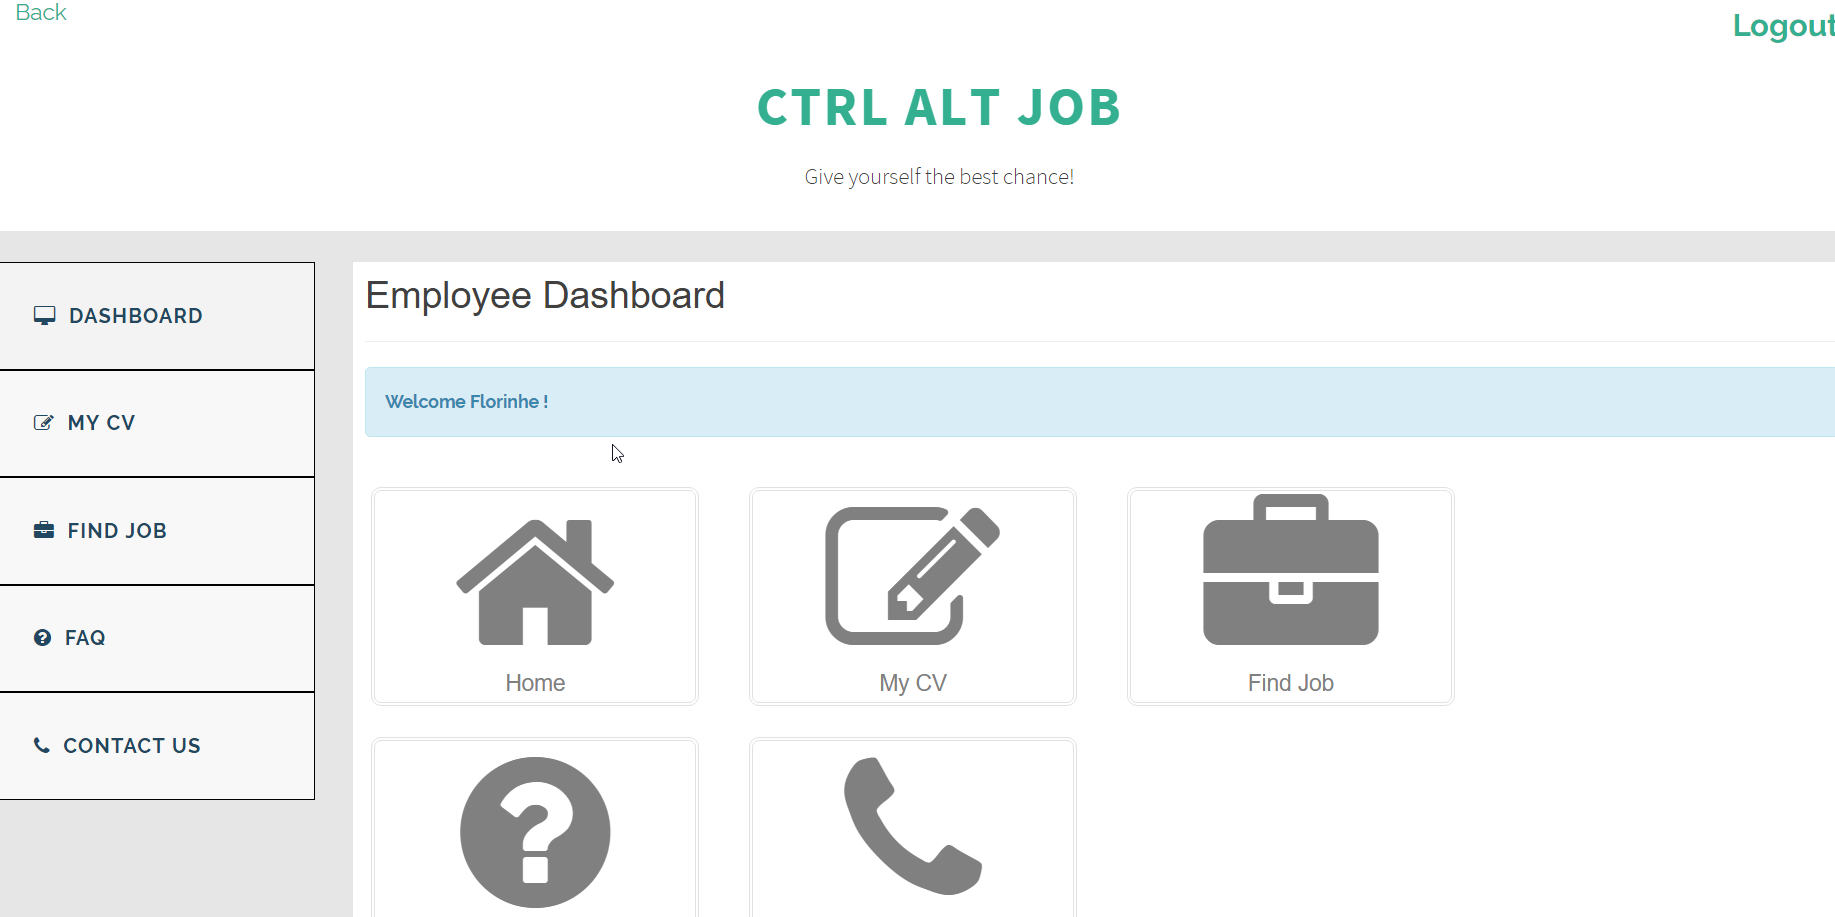 Back
Logout
CTRL ALT JOB
Give yourself the best chance!
DASHBOARD
MY CV
FIND JOB
FAQ
CONTACT US
Employee Dashboard
Welcome Florinhe !
Home
My CV
Find Job